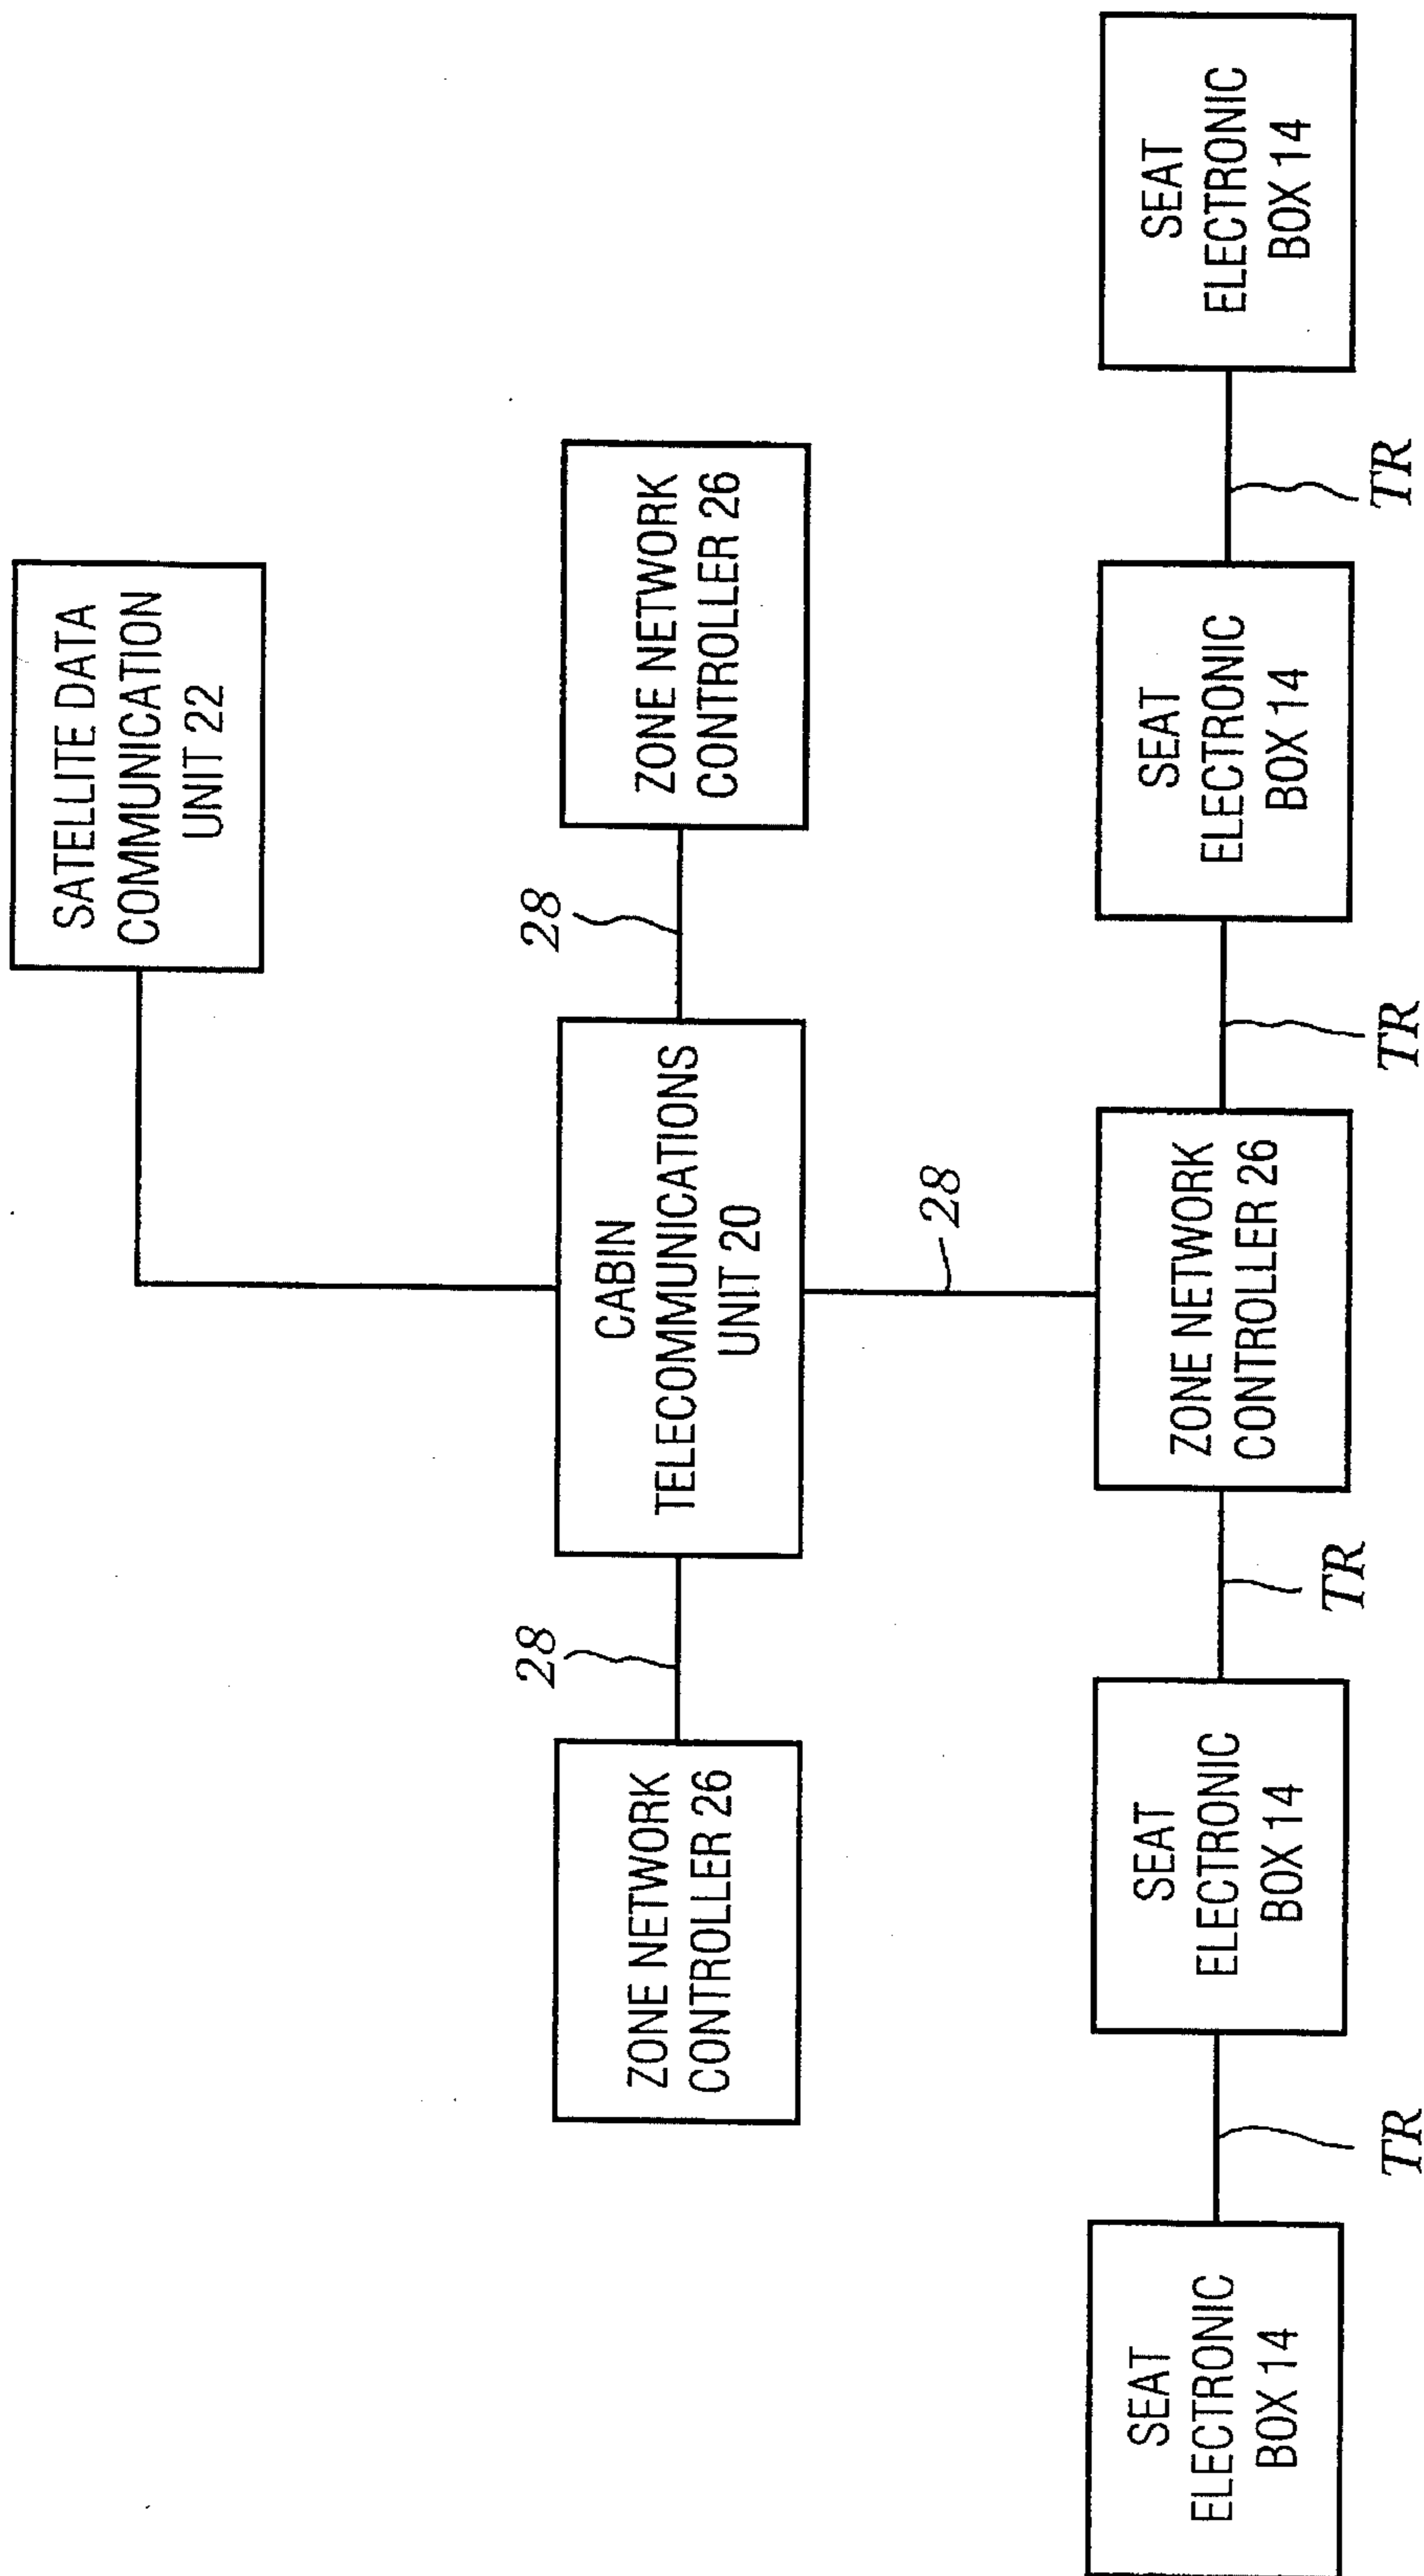 SATELLITE DATA
COMMUNICATION
UNIT 22
28
28
ZONE NETWORK
CONTROLLER 26
CABIN
TELECOMMUNICATIONS
UNIT 20
ZONE NETWORK
CONTROLLER 26
28
SEAT
ELECTRONIC
BOX 14
SEAT
ELECTRONIC
BOX 14
ZONE NETWORK
CONTROLLER 26
SEAT
ELECTRONIC
BOX 14
SEAT
ELECTRONIC
BOX 14
TR
TR
TR
TR